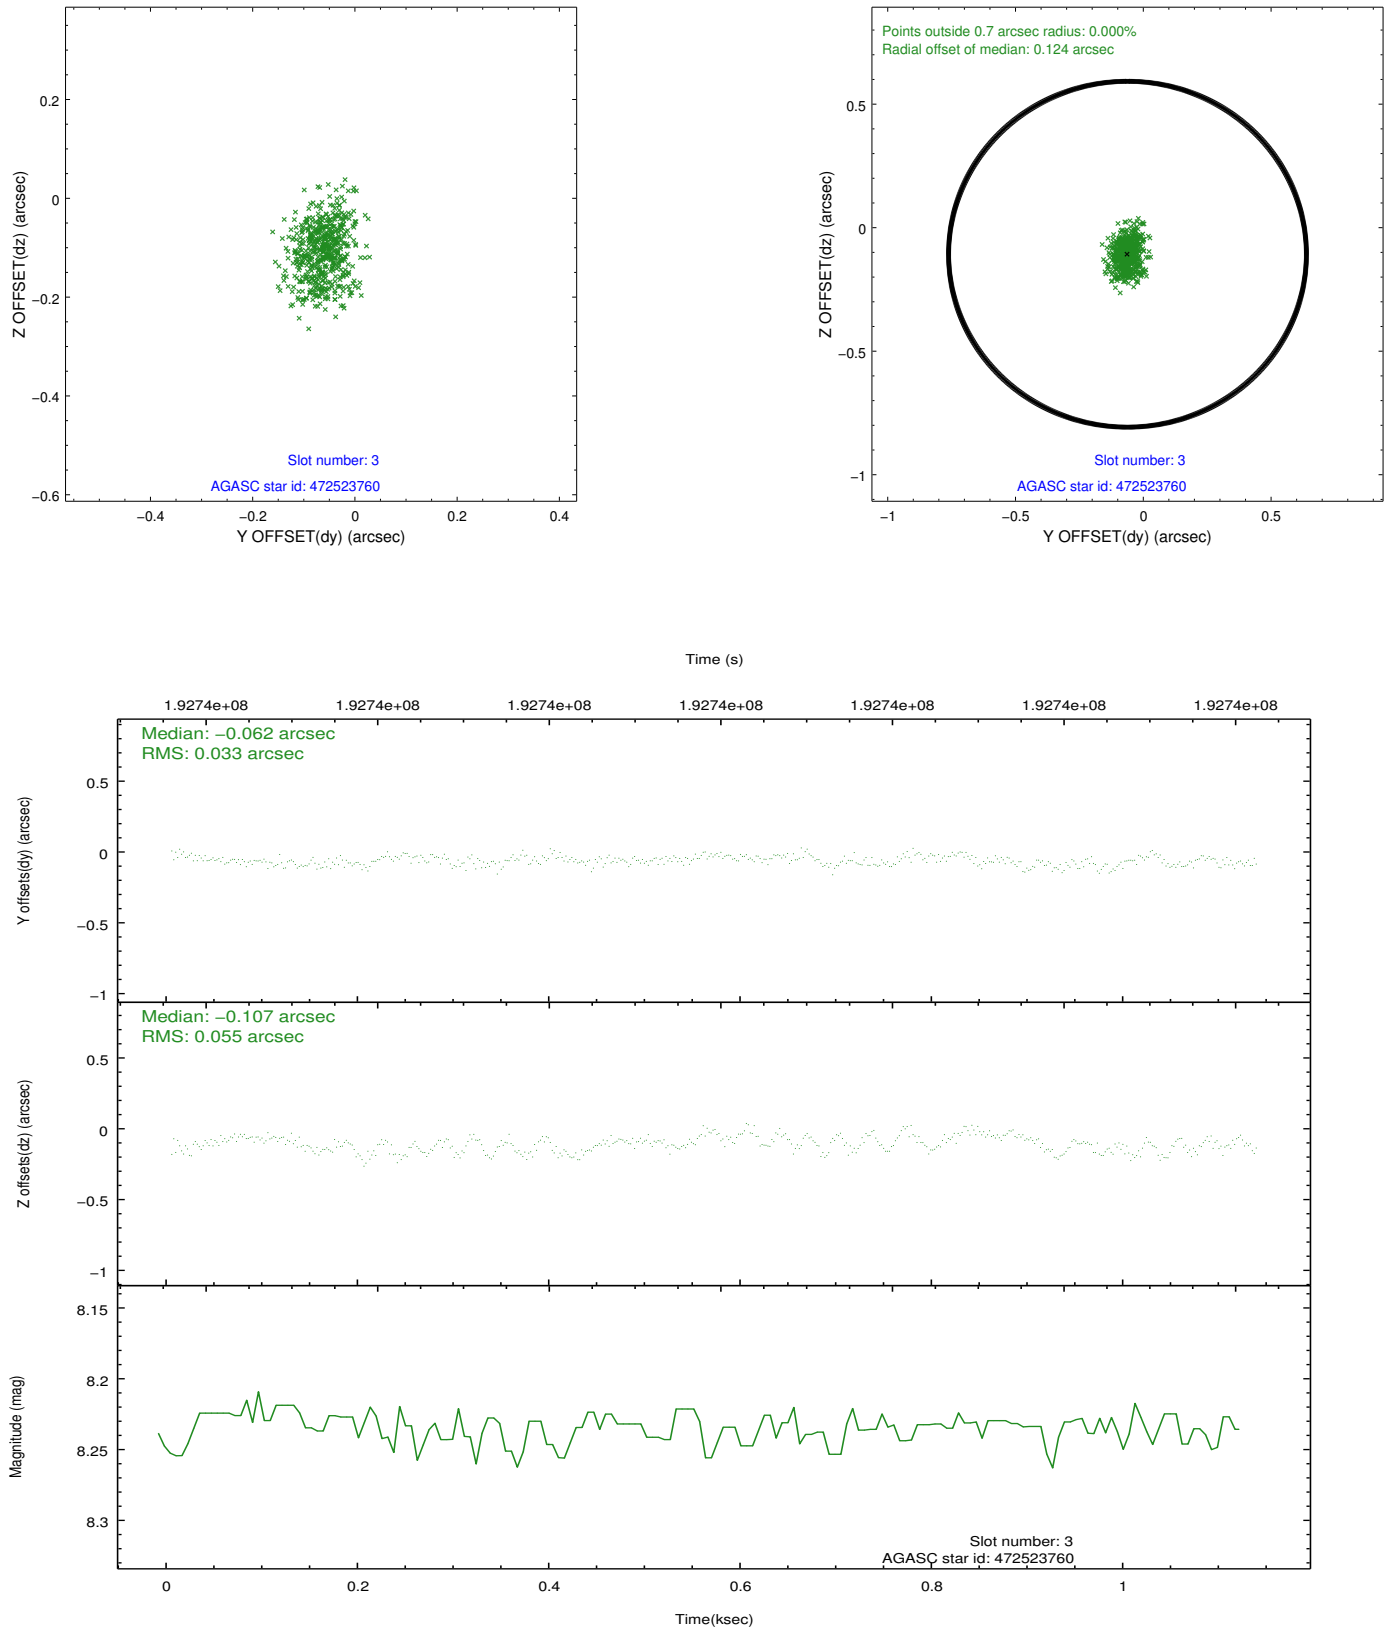 0.2
0
−0.2
−0.4
−0.6
Z OFFSET(dz) (arcsec)
Slot number: 3
AGASC star id: 472523760
−0.4
−0.2
0
0.2
0.4
Y OFFSET(dy) (arcsec)
Points outside 0.7 arcsec radius: 0.000%
Radial offset of median: 0.124 arcsec
0.5
0
−0.5
−1
Z OFFSET(dz) (arcsec)
Slot number: 3
AGASC star id: 472523760
−1
−0.5
0
0.5
Y OFFSET(dy) (arcsec)
Time (s)
1.9274e+08
1.9274e+08
1.9274e+08
1.9274e+08
1.9274e+08
1.9274e+08
1.9274e+08
Median: −0.062 arcsec
RMS: 0.033 arcsec
0.5
0
−0.5
−1
Y offsets(dy) (arcsec)
Median: −0.107 arcsec
RMS: 0.055 arcsec
0.5
0
−0.5
−1
Z offsets(dz) (arcsec)
8.15
8.2
8.25
8.3
Magnitude (mag)
Slot number: 3
AGASC star id: 472523760
0
0.2
0.4
0.6
0.8
1
Time(ksec)